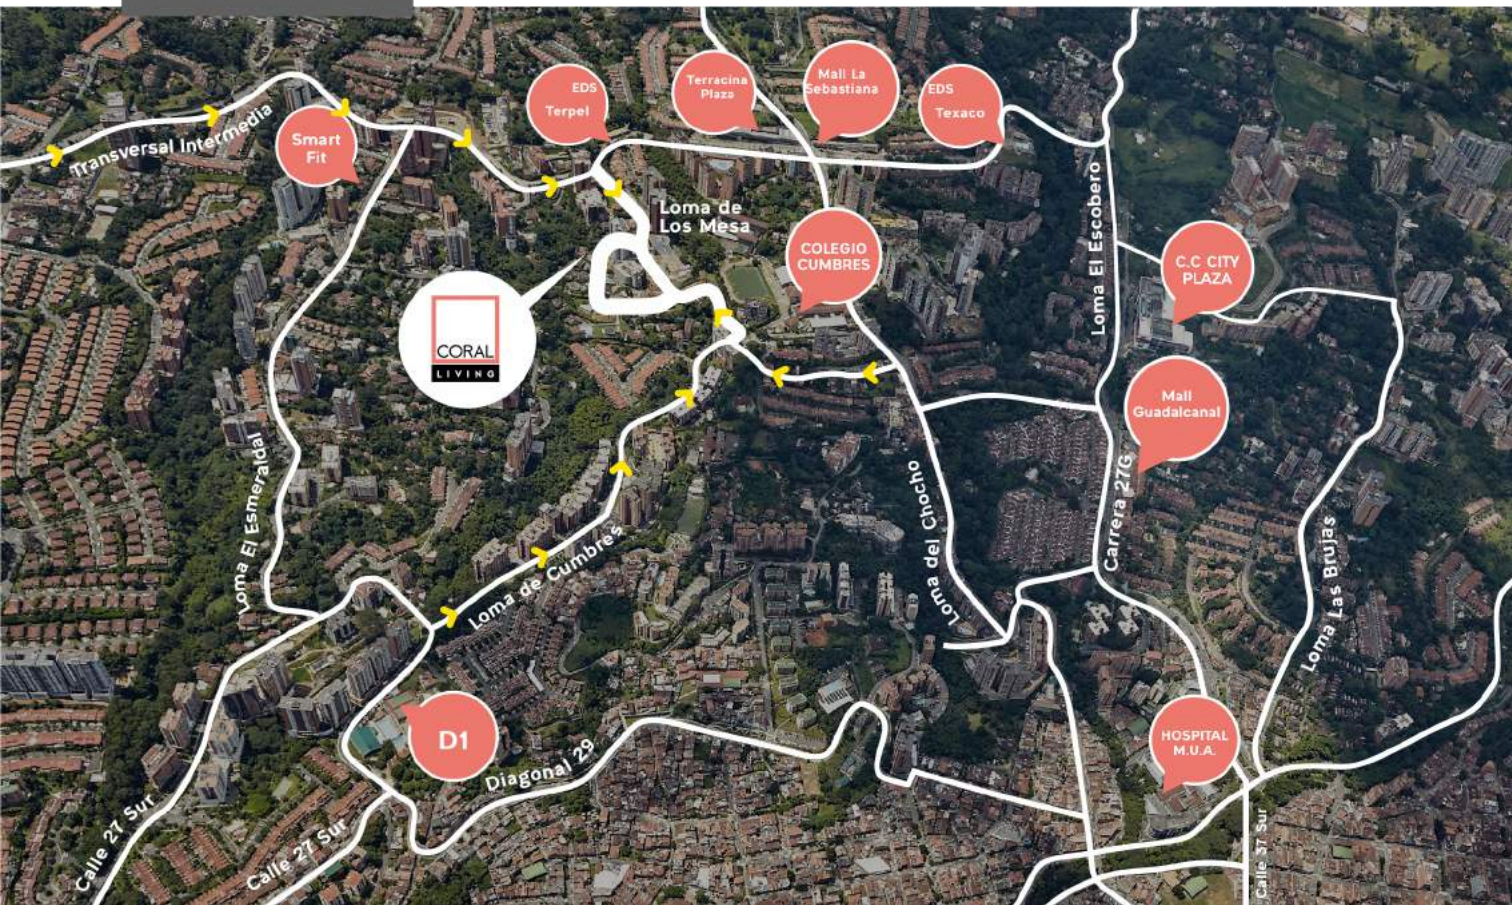 EDS
Terpel
Terracina
Plaza
Mall La
Sebastiana
EDS
Texaco
Transversal Intermedia
Smart
Fit
Loma de
Los Mesa
COLEGIO
CUMBRES
Loma El Escobero
C.C CITY
PLAZA
CORAL
LIVING
Mall
Guadalcanal
Loma El Esmeraldal
Carrera 27G
Loma del Chocho
Loma de Cumbres
Loma Las Brujas
D1
HOSPITAL
M.U.A.
Diagonal 29
Calle 27 Sur
Calle 27 Sur
Calle 37 Sur